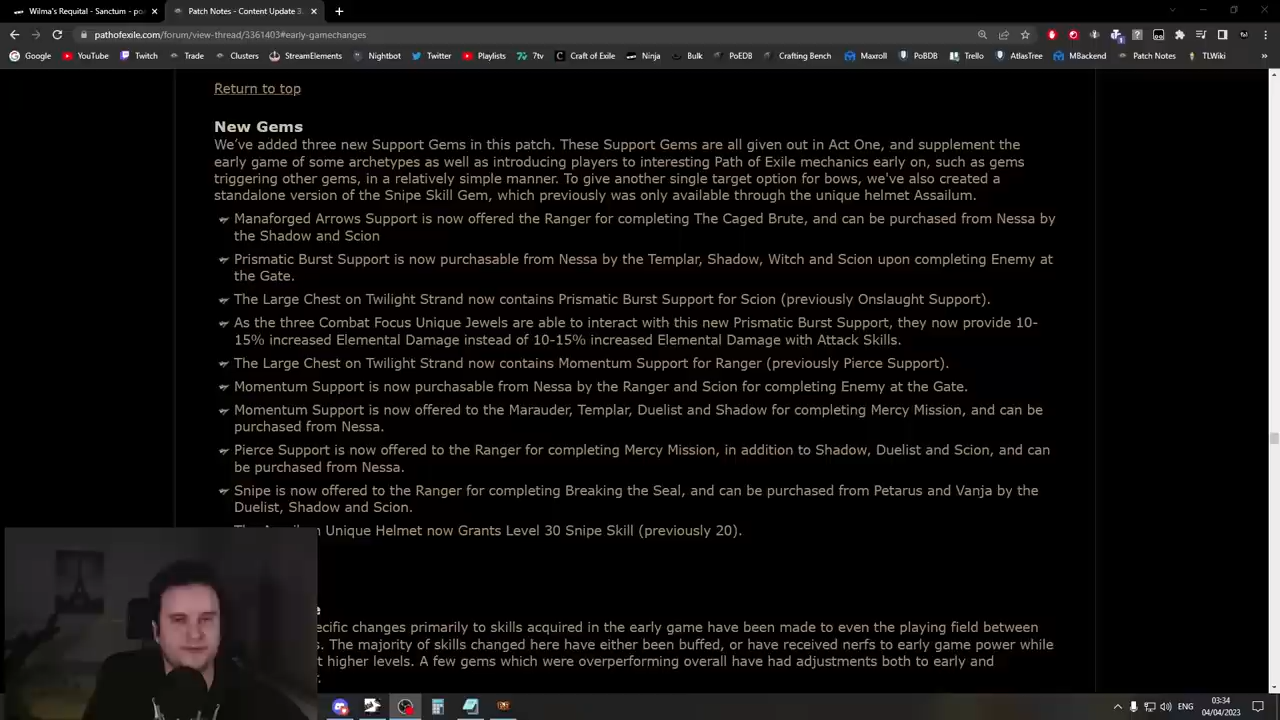 Wilma's Requital - Sanctum - po
Patch Notes - Content Update 3.
pathofexile.com/forum/view-thread/3361403#early-gamechanges
Google YouTube Twitch Trade Clusters StreamElements Nightbot Twitter Playlists 7tv Craft of Exile Ninja Bulk PoEDB Crafting Bench Maxroll PoBDB Trello AtlasTree MBackend Patch Notes TLWiki
Return to top
New Gems
We've added three new Support Gems in this patch. These Support Gems are all given out in Act One, and supplement the
early game of some archetypes as well as introducing players to interesting Path of Exile mechanics early on, such as gems
triggering other gems, in a relatively simple manner. To give another single target option for bows, we've also created a
standalone version of the Snipe Skill Gem, which previously was only available through the unique helmet Assailum.
Manaforged Arrows Support is now offered the Ranger for completing The Caged Brute, and can be purchased from Nessa by
the Shadow and Scion
Prismatic Burst Support is now purchasable from Nessa by the Templar, Shadow, Witch and Scion upon completing Enemy at
the Gate.
The Large Chest on Twilight Strand now contains Prismatic Burst Support for Scion (previously Onslaught Support).
As the three Combat Focus Unique Jewels are able to interact with this new Prismatic Burst Support, they now provide 10-
15% increased Elemental Damage instead of 10-15% increased Elemental Damage with Attack Skills.
The Large Chest on Twilight Strand now contains Momentum Support for Ranger (previously Pierce Support).
Momentum Support is now purchasable from Nessa by the Ranger and Scion for completing Enemy at the Gate.
Momentum Support is now offered to the Marauder, Templar, Duelist and Shadow for completing Mercy Mission, and can be
purchased from Nessa.
Pierce Support is now offered to the Ranger for completing Mercy Mission, in addition to Shadow, Duelist and Scion, and can
be purchased from Nessa.
Snipe is now offered to the Ranger for completing Breaking the Seal, and can be purchased from Petarus and Vanja by the
Duelist, Shadow and Scion.
Unique Helmet now Grants Level 30 Snipe Skill (previously 20).
ecific changes primarily to skills acquired in the early game have been made to even the playing field between
. The majority of skills changed here have either been buffed, or have received nerfs to early game power while
t higher levels. A few gems which were overperforming overall have had adjustments both to early and
ENG
03:34
04/04/2023